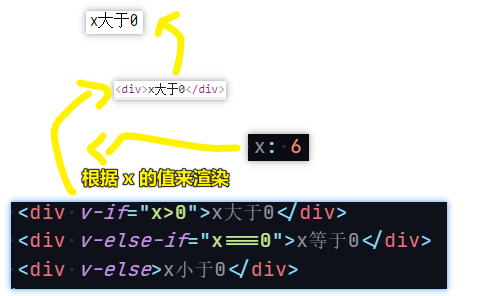 x大于0
<div>x大于0</div>
x: 6
根据 x 的值来渲染
<div v-if="x>0">x大于0</div>
<div v-else-if="x===0">x等于0</div>
<div v-else>x小于0</div>